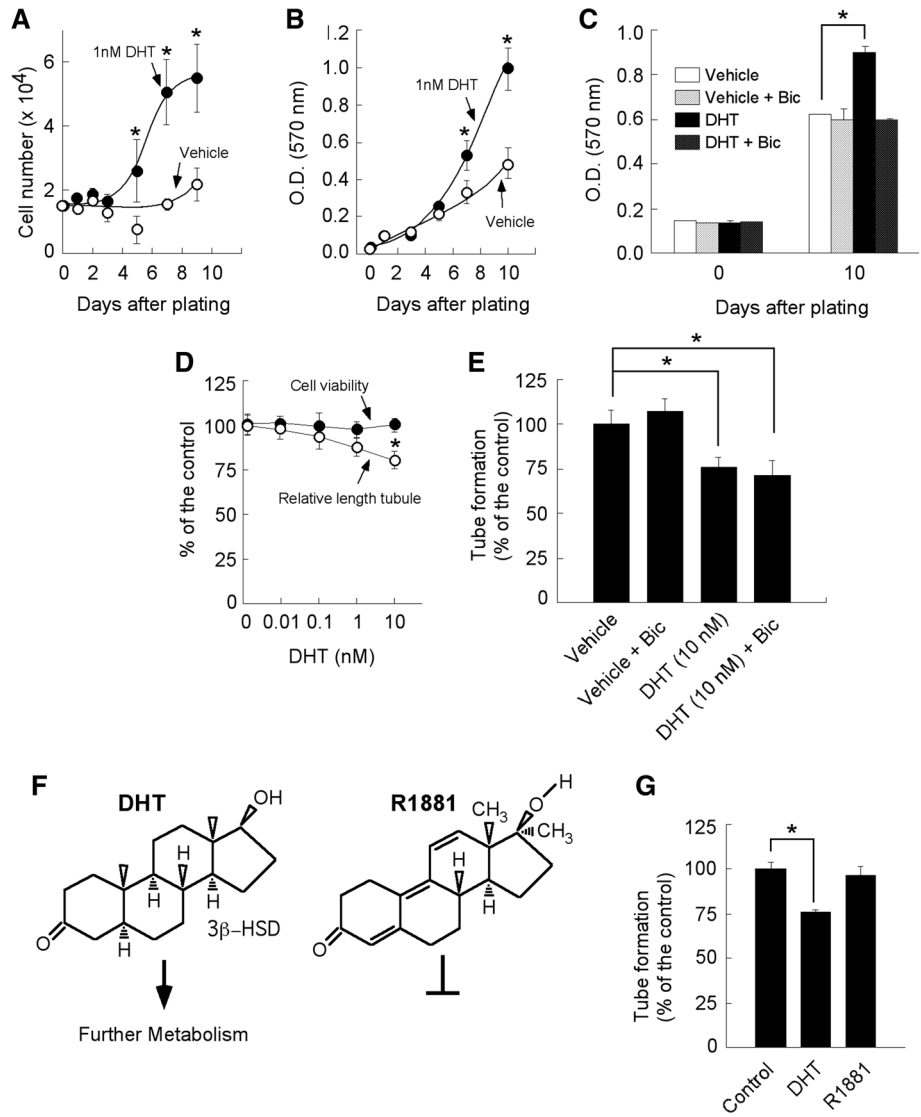 A
Cell number (x 10⁴)
6
4
2
0
1nM DHT
*
*
*
Vehicle
0 2 4 6 8 10
Days after plating
B
O.D. (570 nm)
1.2
1.0
0.8
0.6
0.4
0.2
0.0
1nM DHT
*
*
Vehicle
0 2 4 6 8 10
Days after plating
C
O.D. (570 nm)
1.0
0.8
0.6
0.4
0.2
0.0
*
Vehicle
Vehicle + Bic
DHT
DHT + Bic
0 10
Days after plating
D
% of the control
125
100
75
50
25
0
Cell viability
*
Relative length tubule
0 0.01 0.1 1 10
DHT (nM)
E
Tube formation
(% of the control)
125
100
75
50
25
0
*
*
Vehicle
Vehicle + Bic
DHT (10 nM)
DHT (10 nM) + Bic
F
DHT
OH
H
H
H
H
O
3β–HSD
Further Metabolism
R1881
H
O
CH₃
CH₃
H
H
O
G
Tube formation
(% of the control)
125
100
75
50
25
0
*
Control
DHT
R1881